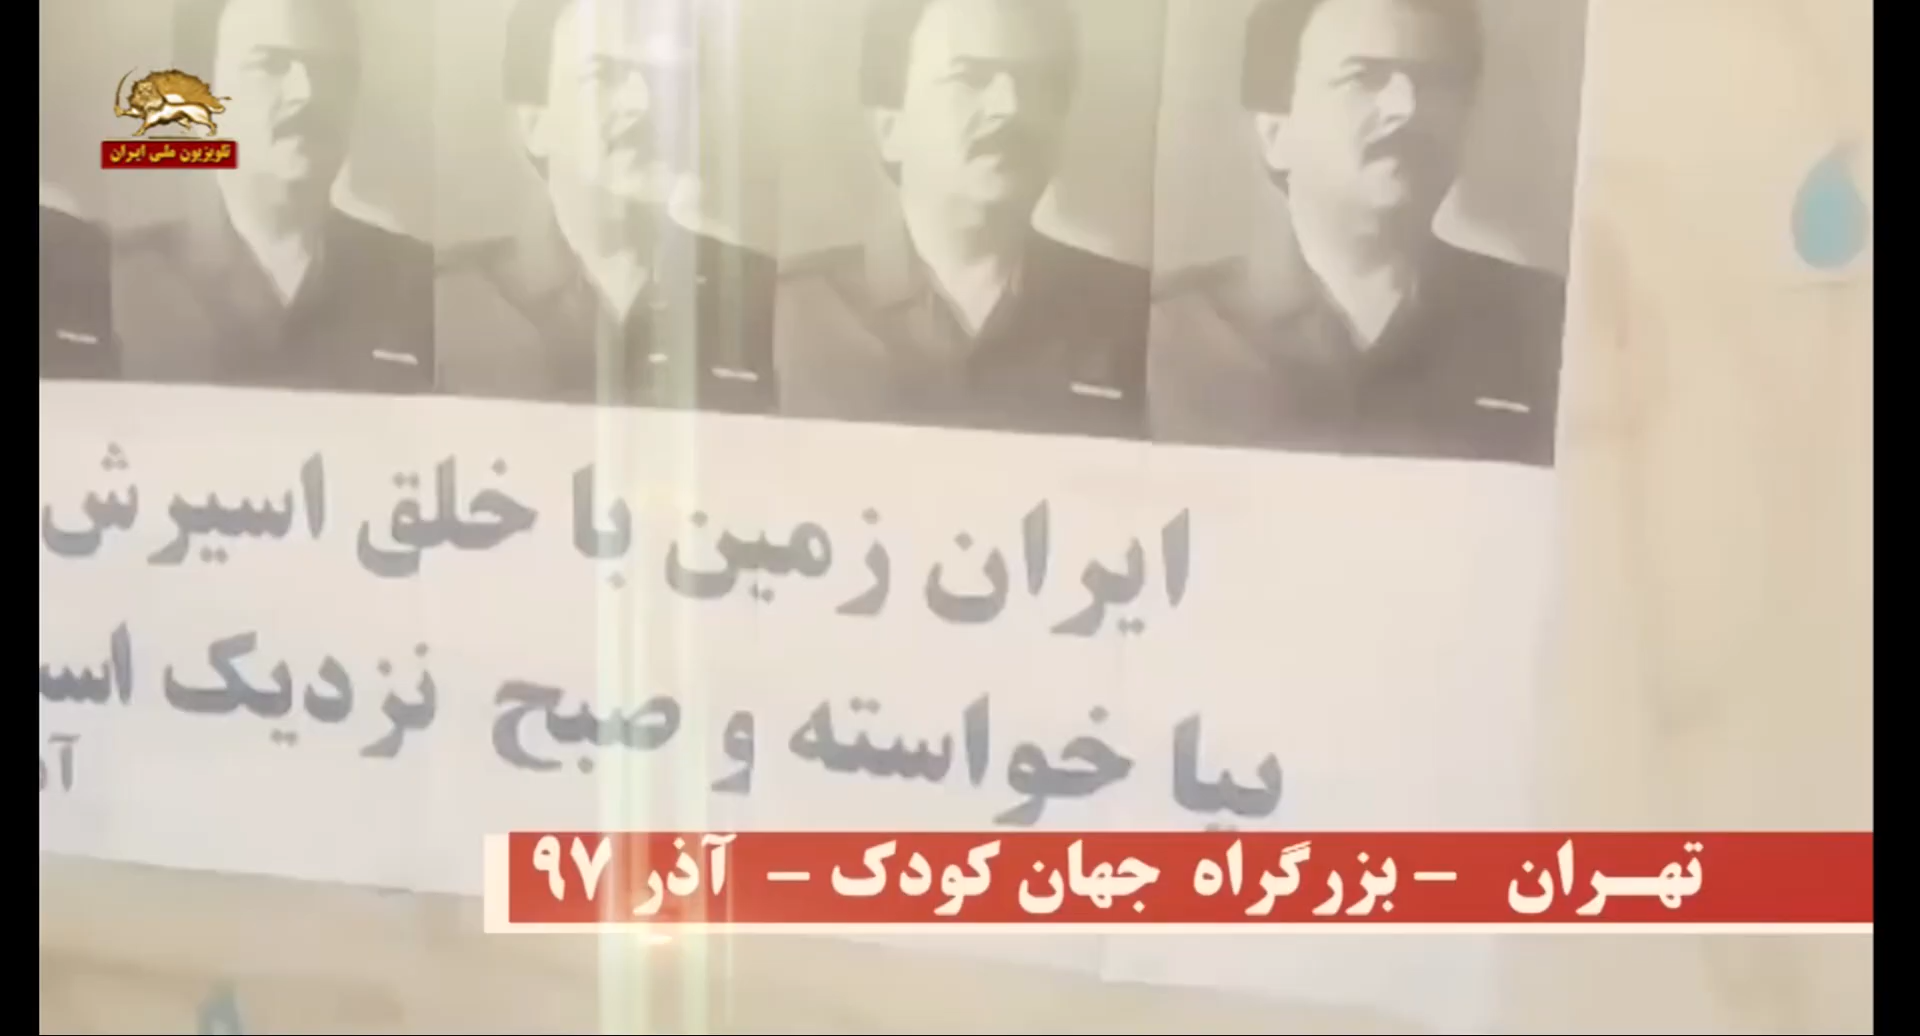 تلویزیون ملی ایران
ایران زمین با خلق اسیرش
بپا خواسته و صبح نزدیک
تهـران - بزرگراه جهان کودک - آذر ۹۷